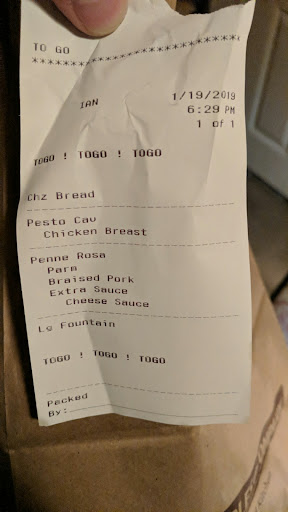 TO GO
****************************
1/19/2019
IAN
6:29 PM
1 of 1
TOGO ! TOGO ! TOGO
Chz Bread
Pesto Cav
Chicken Breast
Penne Rosa
Parm
Braised Pork
Extra Sauce
Cheese Sauce
Lg Fountain
TOGO ! TOGO ! TOGO
Packed
By: